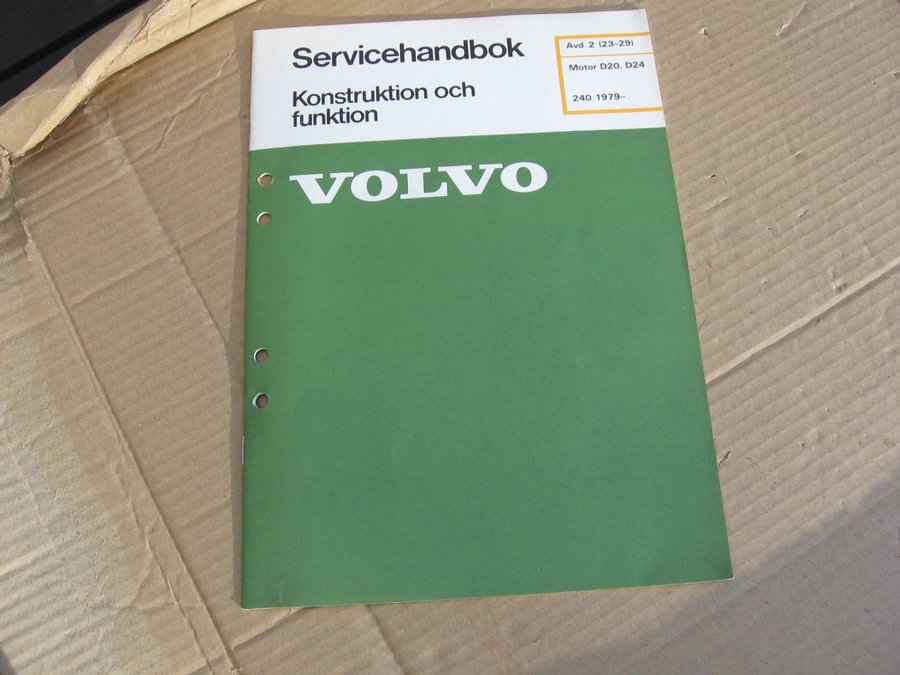 Servicehandbok
Konstruktion och
funktion
Avd 2 (23-29)
Motor D20, D24
240 1979-
VOLVO